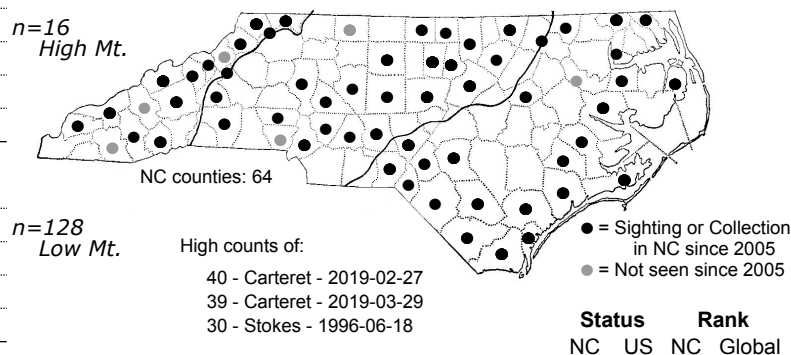 n=16
High Mt.
NC counties: 64
n=128
Low Mt.
High counts of:
40 - Carteret - 2019-02-27
39 - Carteret - 2019-03-29
30 - Stokes - 1996-06-18
● = Sighting or Collection
in NC since 2005
● = Not seen since 2005
Status Rank
NC US NC Global